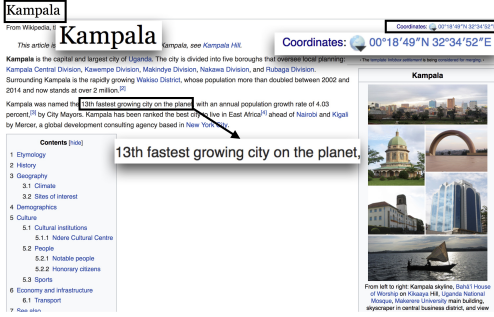 Kampala
Coordinates: 00°18′49″N 32°34′52″E
From Wikipedia, t
Kampala
Coordinates: 00°18′49″N 32°34′52″E
This article is
Kampala, see Kampala Hill.
Kampala is the capital and largest city of Uganda. The city is divided into five boroughs that oversee local planning:
Kampala Central Division, Kawempe Division, Makindye Division, Nakawa Division, and Rubaga Division.
Surrounding Kampala is the rapidly growing Wakiso District, whose population more than doubled between 2002 and
2014 and now stands at over 2 million.[2]
Kampala was named the 13th fastest growing city on the planet, with an annual population growth rate of 4.03
percent,[3] by City Mayors. Kampala has been ranked the best city to live in East Africa[4] ahead of Nairobi and Kigali
by Mercer, a global development consulting agency based in New York City.
13th fastest growing city on the planet,
Contents [hide]
1 Etymology
2 History
3 Geography
3.1 Climate
3.2 Sites of interest
4 Demographics
5 Culture
5.1 Cultural institutions
5.1.1 Ndere Cultural Centre
5.2 People
5.2.1 Notable people
5.2.2 Honorary citizens
5.3 Sports
6 Economy and infrastructure
6.1 Transport
7 See also
Kampala
From left to right: Kampala skyline, Bahá'í House
of Worship on Kikaaya Hill, Uganda National
Mosque, Makerere University main building,
skyscraper in central business district, and view